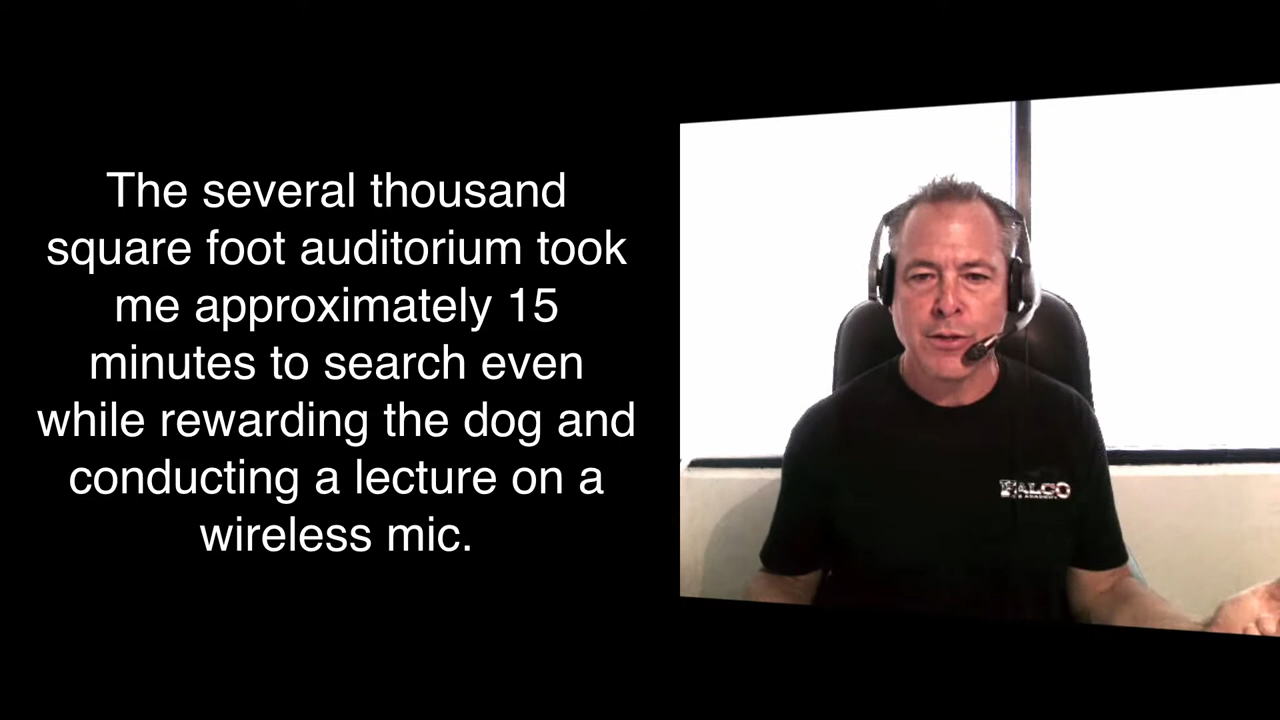 The several thousand
square foot auditorium took
me approximately 15
minutes to search even
while rewarding the dog and
conducting a lecture on a
wireless mic.
FALCO